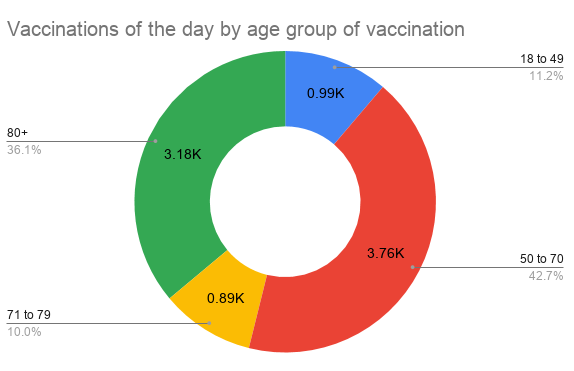 Vaccinations of the day by age group of vaccination
18 to 49
11.2%
0.99K
80+
36.1%
3.18K
3.76K
50 to 70
42.7%
0.89K
71 to 79
10.0%